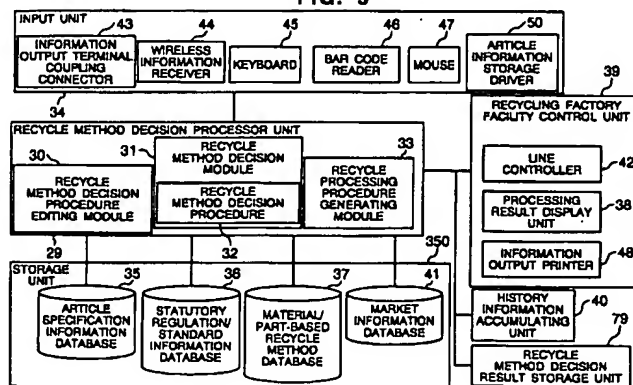 43
44
45
46
47
50
INPUT UNIT
INFORMATION
OUTPUT TERMINAL
COUPLING
CONNECTOR
WIRELESS
INFORMATION
RECEIVER
KEYBOARD
BAR CODE
READER
MOUSE
ARTICLE
INFORMATION
STORAGE
DRIVER
34
39
RECYCLING FACTORY
FACILITY CONTROL UNIT
LINE
CONTROLLER
42
PROCESSING
RESULT DISPLAY
UNIT
38
INFORMATION
OUTPUT PRINTER
48
RECYCLE METHOD DECISION PROCESSOR UNIT
30
31
33
RECYCLE
METHOD DECISION
PROCEDURE
EDITING MODULE
RECYCLE
METHOD DECISION
MODULE
RECYCLE
METHOD DECISION
PROCEDURE
RECYCLE
PROCESSING
PROCEDURE
GENERATING
MODULE
29
32
350
STORAGE
UNIT
35
36
37
41
ARTICLE
SPECIFICATION
INFORMATION
DATABASE
STATUTORY
REGULATION/
STANDARD
INFORMATION
DATABASE
MATERIAL/
PART-BASED
RECYCLE
METHOD
DATABASE
MARKET
INFORMATION
DATABASE
HISTORY
INFORMATION
ACCUMULATING
UNIT
40
79
RECYCLE
METHOD DECISION
RESULT STORAGE UNIT